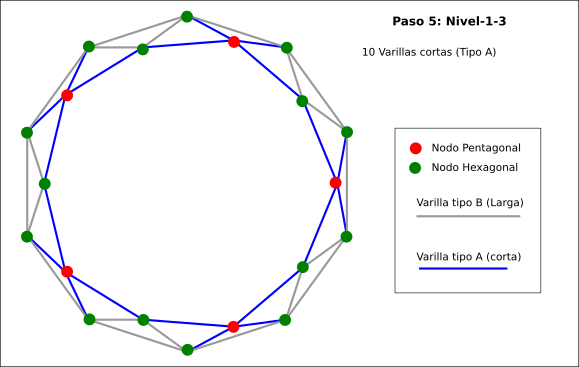 Paso 5: Nivel-1-3
10 Varillas cortas (Tipo A)
Nodo Pentagonal
Nodo Hexagonal
Varilla tipo B (Larga)
Varilla tipo A (corta)